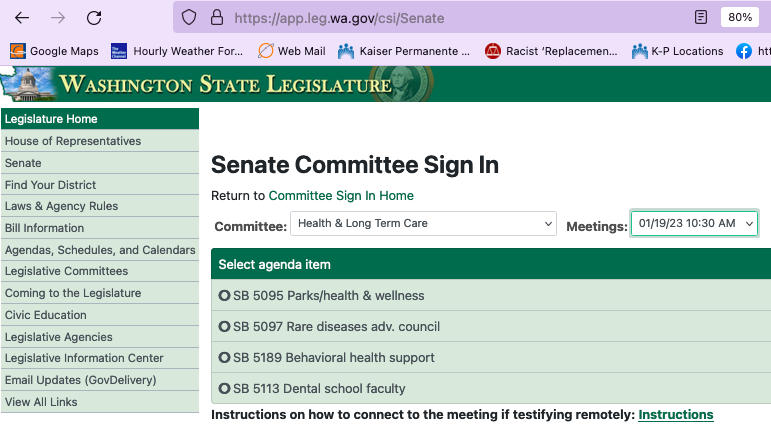 https://app.leg.wa.gov/csi/Senate
80%
Google Maps
The Weather Channel
Hourly Weather For...
Web Mail
Kaiser Permanente ...
Racist ‘Replacemen...
K-P Locations
htt
WASHINGTON STATE LEGISLATURE
Legislature Home
House of Representatives
Senate
Find Your District
Laws & Agency Rules
Bill Information
Agendas, Schedules, and Calendars
Legislative Committees
Coming to the Legislature
Civic Education
Legislative Agencies
Legislative Information Center
Email Updates (GovDelivery)
View All Links
Senate Committee Sign In
Return to Committee Sign In Home
Committee: Health & Long Term Care Meetings: 01/19/23 10:30 AM
Select agenda item
SB 5095 Parks/health & wellness
SB 5097 Rare diseases adv. council
SB 5189 Behavioral health support
SB 5113 Dental school faculty
Instructions on how to connect to the meeting if testifying remotely: Instructions